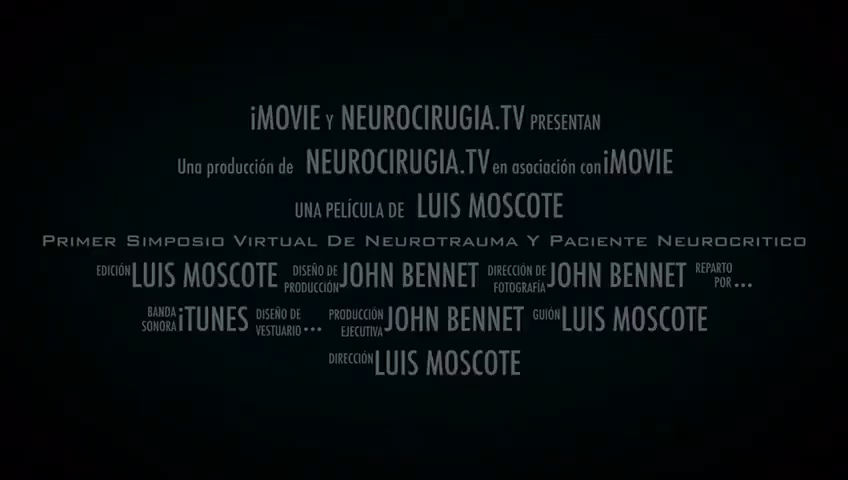 iMOVIE Y NEUROCIRUGIA.TV PRESENTAN
Una producción de NEUROCIRUGIA.TV en asociación con iMOVIE
UNA PELÍCULA DE LUIS MOSCOTE
PRIMER SIMPOSIO VIRTUAL DE NEUROTRAUMA Y PACIENTE NEUROCRITICO
EDICIÓN LUIS MOSCOTE DISEÑO DE PRODUCCIÓN JOHN BENNET DIRECCIÓN DE FOTOGRAFÍA JOHN BENNET REPARTO POR ...
BANDA SONORA iTUNES DISEÑO DE VESTUARIO ... PRODUCCIÓN EJECUTIVA JOHN BENNET GUIÓN LUIS MOSCOTE
DIRECCIÓN LUIS MOSCOTE